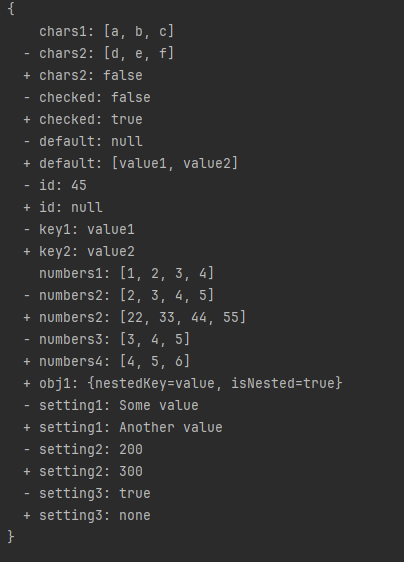 {
    chars1: [a, b, c]
  - chars2: [d, e, f]
  + chars2: false
  - checked: false
  + checked: true
  - default: null
  + default: [value1, value2]
  - id: 45
  + id: null
  - key1: value1
  + key2: value2
    numbers1: [1, 2, 3, 4]
  - numbers2: [2, 3, 4, 5]
  + numbers2: [22, 33, 44, 55]
  - numbers3: [3, 4, 5]
  + numbers4: [4, 5, 6]
  + obj1: {nestedKey=value, isNested=true}
  - setting1: Some value
  + setting1: Another value
  - setting2: 200
  + setting2: 300
  - setting3: true
  + setting3: none
}